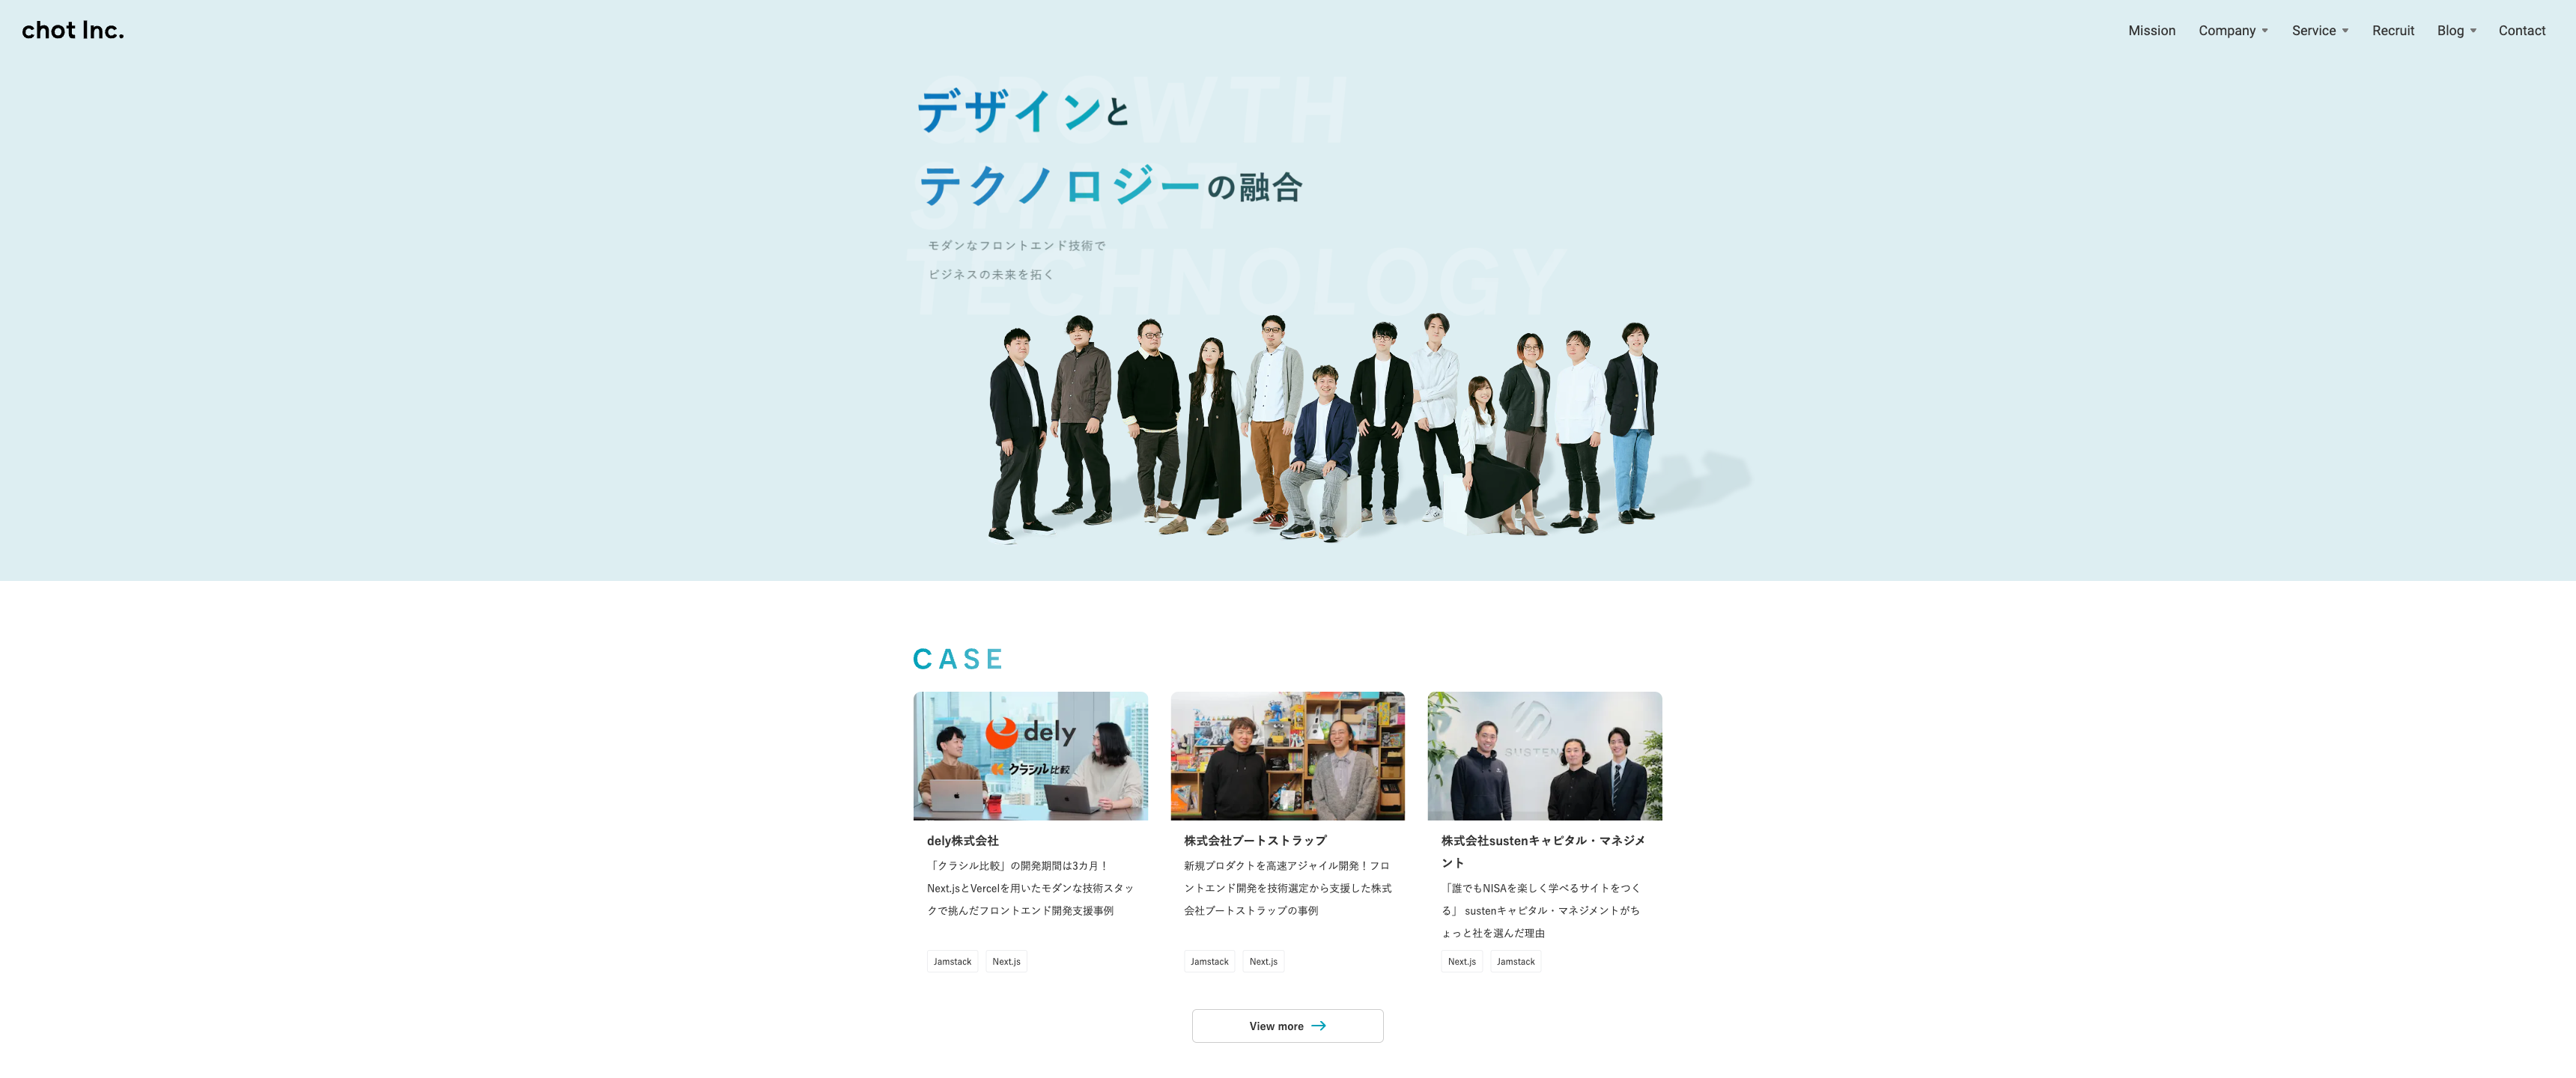 chot Inc.
Mission Company Service Recruit Blog Contact
GROWTH
デザインと
SMART
テクノロジーの融合
TECHNOLOGY
モダンなフロントエンド技術で
ビジネスの未来を拓く
CASE
dely
クラシル比較
SUSTEN
dely株式会社
「クラシル比較」の開発期間は3カ月！
Next.jsとVercelを用いたモダンな技術スタッ
クで挑んだフロントエンド開発支援事例
Jamstack Next.js
株式会社ブートストラップ
新規プロダクトを高速アジャイル開発！フロ
ントエンド開発を技術選定から支援した株式
会社ブートストラップの事例
Jamstack Next.js
株式会社sustenキャピタル・マネジメ
ント
「誰でもNISAを楽しく学べるサイトをつく
る」 sustenキャピタル・マネジメントがち
ょっと社を選んだ理由
Next.js Jamstack
View more